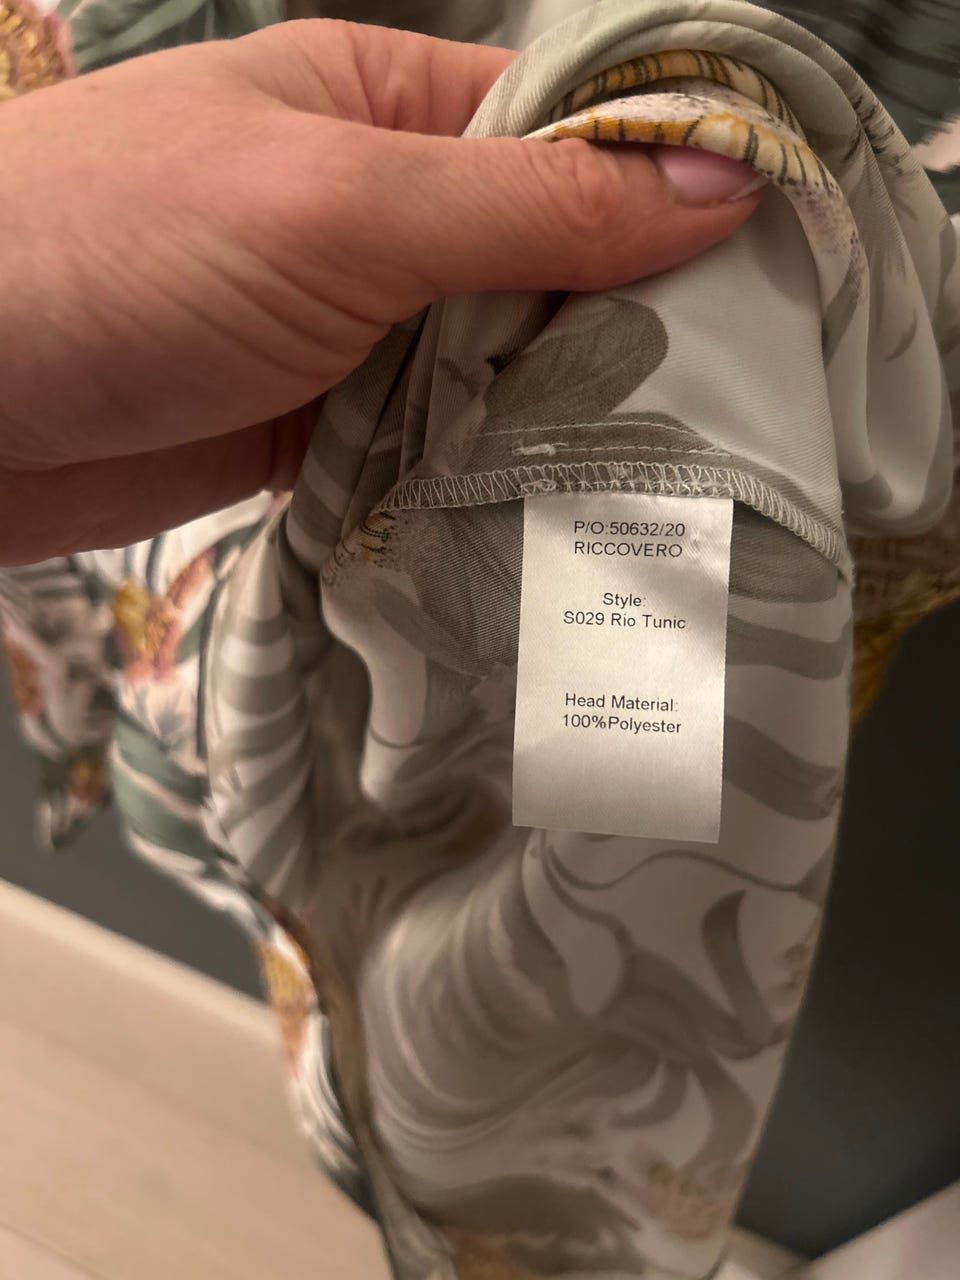 P/O:50632/20
RICCOVERO
Style:
S029 Rio Tunic
Head Material:
100%Polyester